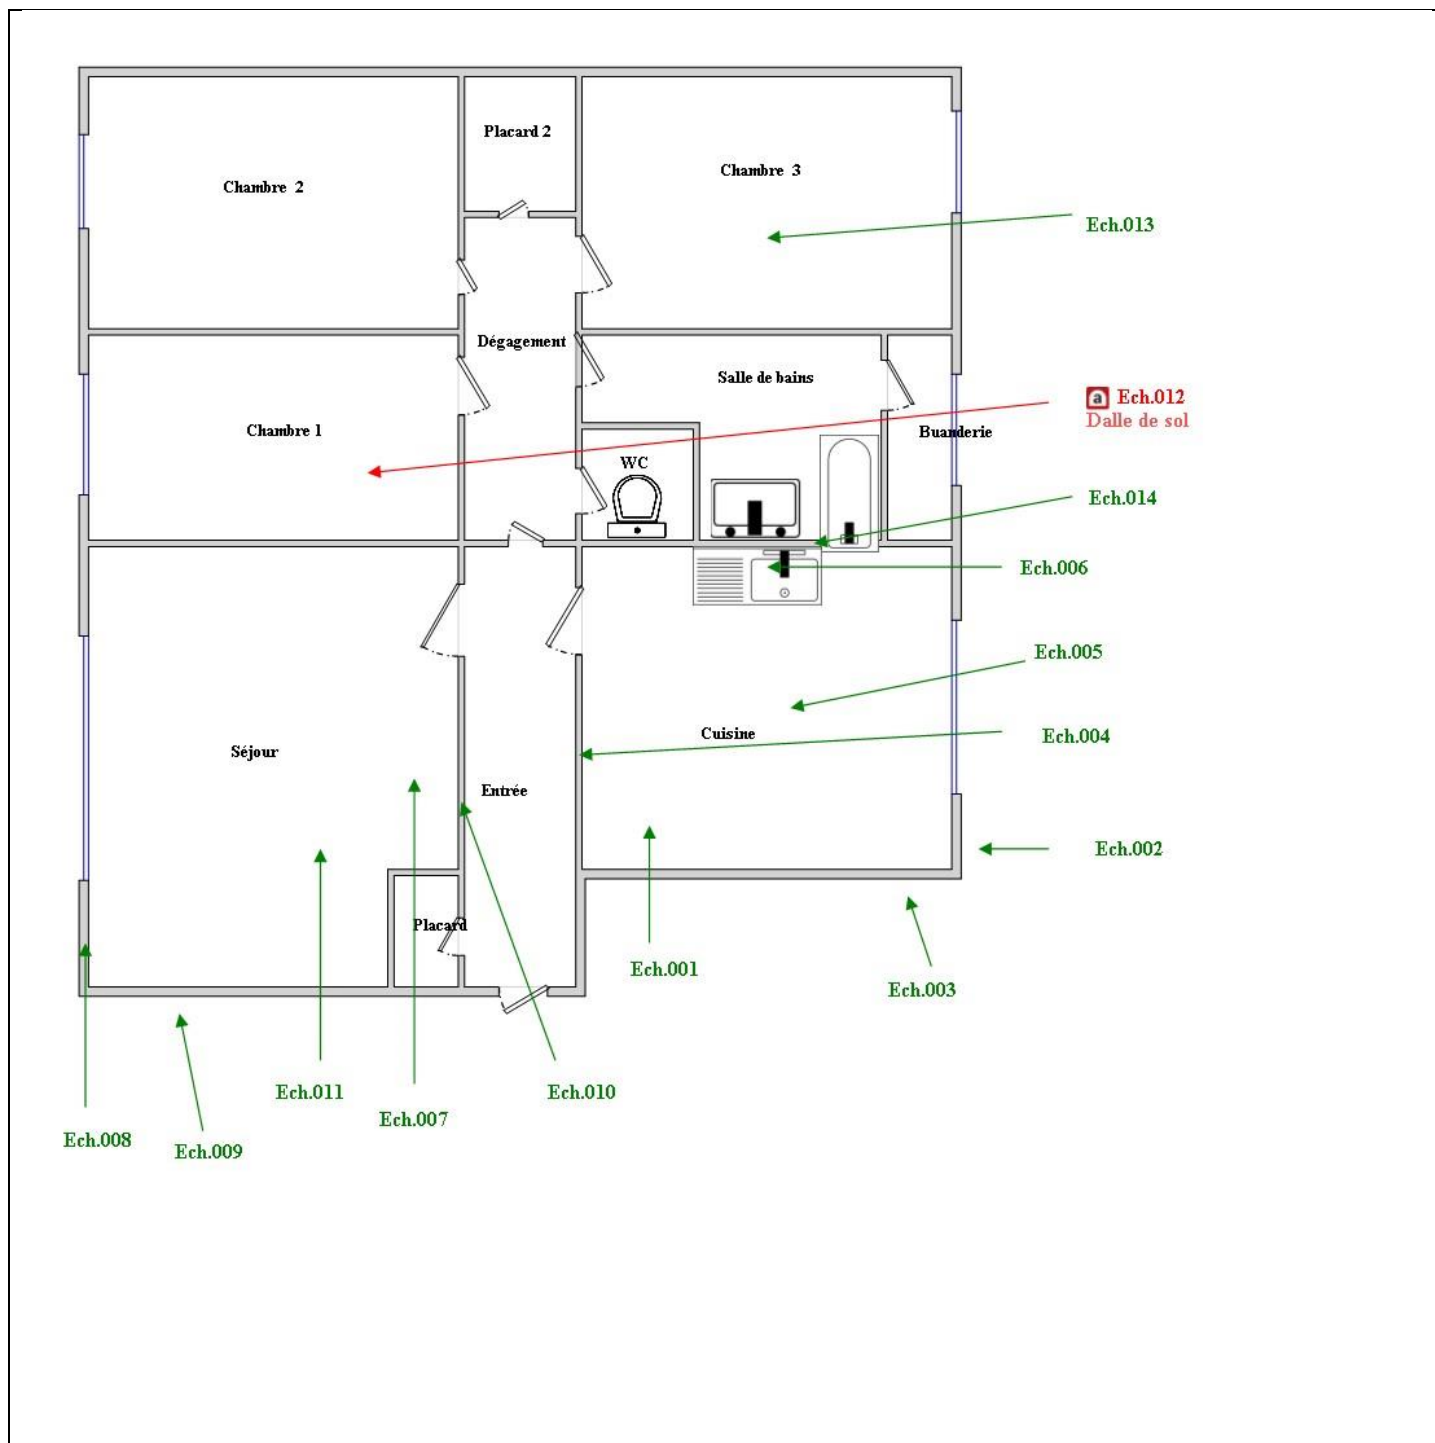 Placard 2
Chambre 2
Chambre 3
Ech.013
Dégagement
Salle de bains
a Ech.012
Dalle de sol
Chambre 1
Buanderie
WC
Ech.014
Ech.006
Ech.005
Cuisine
Ech.004
Séjour
Entrée
Ech.002
Placard
Ech.001
Ech.003
Ech.011
Ech.010
Ech.007
Ech.008
Ech.009